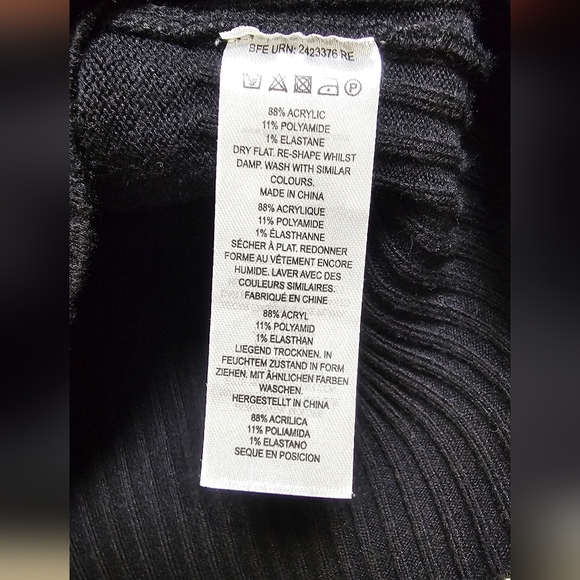 BFE URN: 2423376 RE
P
88% ACRYLIC
11% POLYAMIDE
1% ELASTANE
DRY FLAT. RE-SHAPE WHILST
DAMP. WASH WITH SIMILAR
COLOURS.
MADE IN CHINA
88% ACRYLIQUE
11% POLYAMIDE
1% ÉLASTHANNE
SÉCHER À PLAT. REDONNER
FORME AU VÊTEMENT ENCORE
HUMIDE. LAVER AVEC DES
COULEURS SIMILAIRES.
FABRIQUÉ EN CHINE
88% ACRYL
11% POLYAMID
1% ELASTHAN
LIEGEND TROCKNEN. IN
FEUCHTEM ZUSTAND IN FORM
ZIEHEN. MIT ÄHNLICHEN FARBEN
WASCHEN.
HERGESTELLT IN CHINA
88% ACRILICA
11% POLIAMIDA
1% ELASTANO
SEQUE EN POSICION